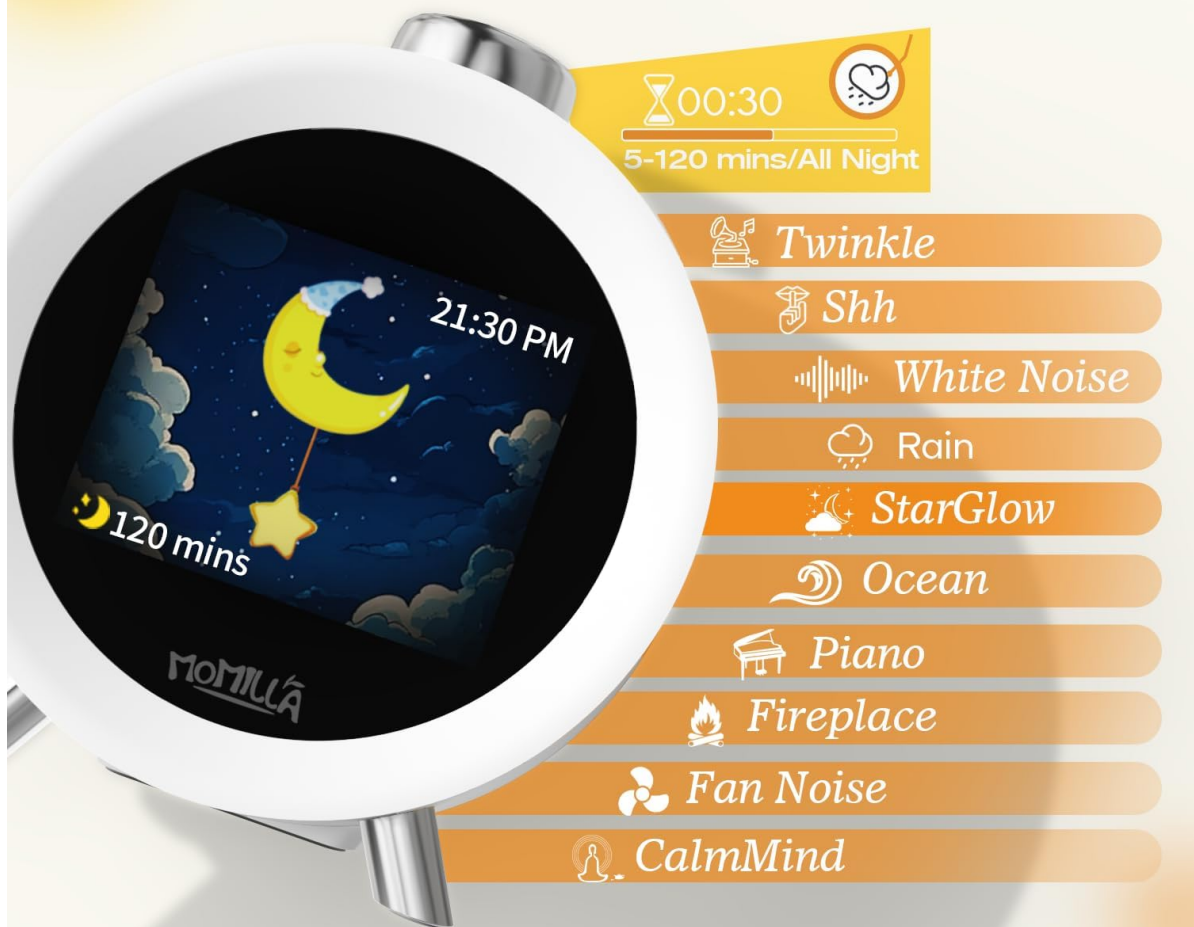 00:30
5-120 mins/All Night
21:30 PM
120 mins
MOMILLA
Twinkle
Shh
White Noise
Rain
StarGlow
Ocean
Piano
Fireplace
Fan Noise
CalmMind